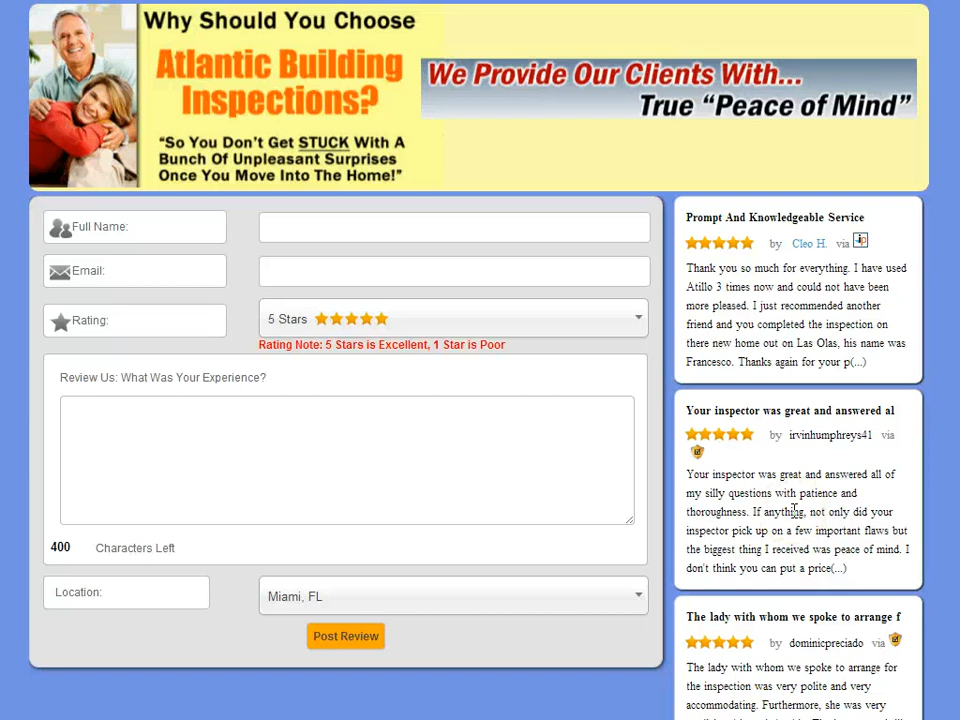 Why Should You Choose
Atlantic Building
Inspections?
"So You Don't Get STUCK With A
Bunch Of Unpleasant Surprises
Once You Move Into The Home!"
We Provide Our Clients With...
True "Peace of Mind"
Full Name:
Email:
Rating:
5 Stars
Rating Note: 5 Stars is Excellent, 1 Star is Poor
Review Us: What Was Your Experience?
400 Characters Left
Location:
Miami, FL
Post Review
Prompt And Knowledgeable Service
by Cleo H. via ip
Thank you so much for everything. I have used
Atillo 3 times now and could not have been
more pleased. I just recommended another
friend and you completed the inspection on
there new home out on Las Olas, his name was
Francesco. Thanks again for your p(...)
Your inspector was great and answered al
by irvinhumphreys41 via
Your inspector was great and answered all of
my silly questions with patience and
thoroughness. If anything, not only did your
inspector pick up on a few important flaws but
the biggest thing I received was peace of mind. I
don't think you can put a price(...)
The lady with whom we spoke to arrange f
by dominicpreciado via
The lady with whom we spoke to arrange for
the inspection was very polite and very
accommodating. Furthermore, she was very